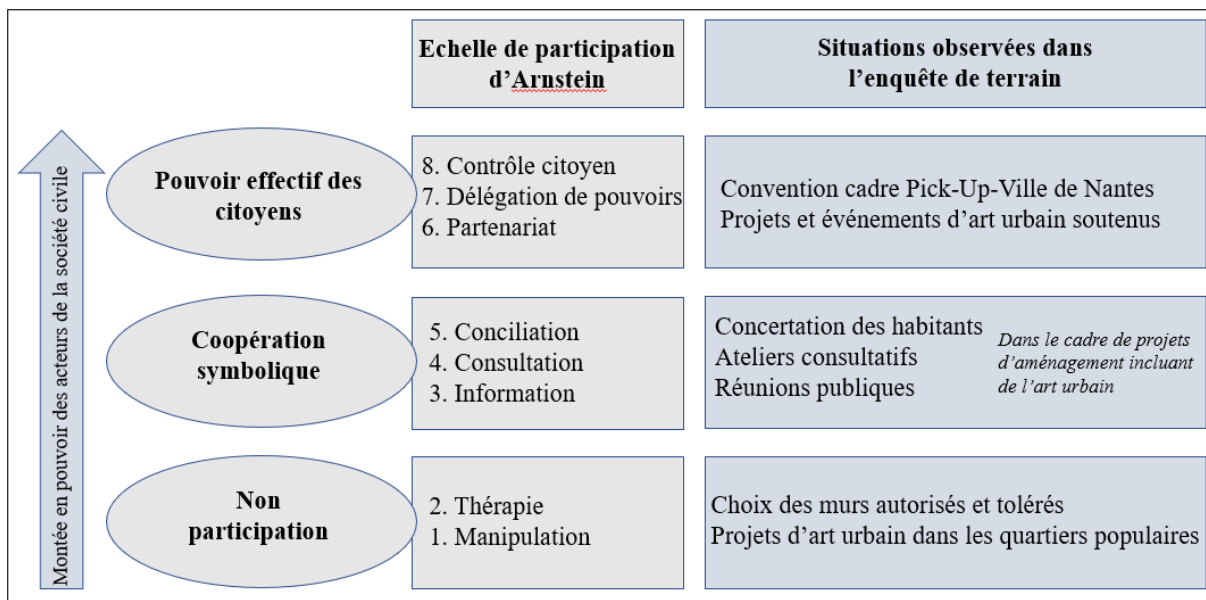 Echelle de participation
d’Arnstein
Situations observées dans
l’enquête de terrain
Montée en pouvoir des acteurs de la société civile
Pouvoir effectif des
citoyens
8. Contrôle citoyen
7. Délégation de pouvoirs
6. Partenariat
Convention cadre Pick-Up-Ville de Nantes
Projets et événements d’art urbain soutenus
Coopération
symbolique
5. Conciliation
4. Consultation
3. Information
Concertation des habitants
Ateliers consultatifs
Réunions publiques
Dans le cadre de projets
d’aménagement incluant
de l’art urbain
Non
participation
2. Thérapie
1. Manipulation
Choix des murs autorisés et tolérés
Projets d’art urbain dans les quartiers populaires